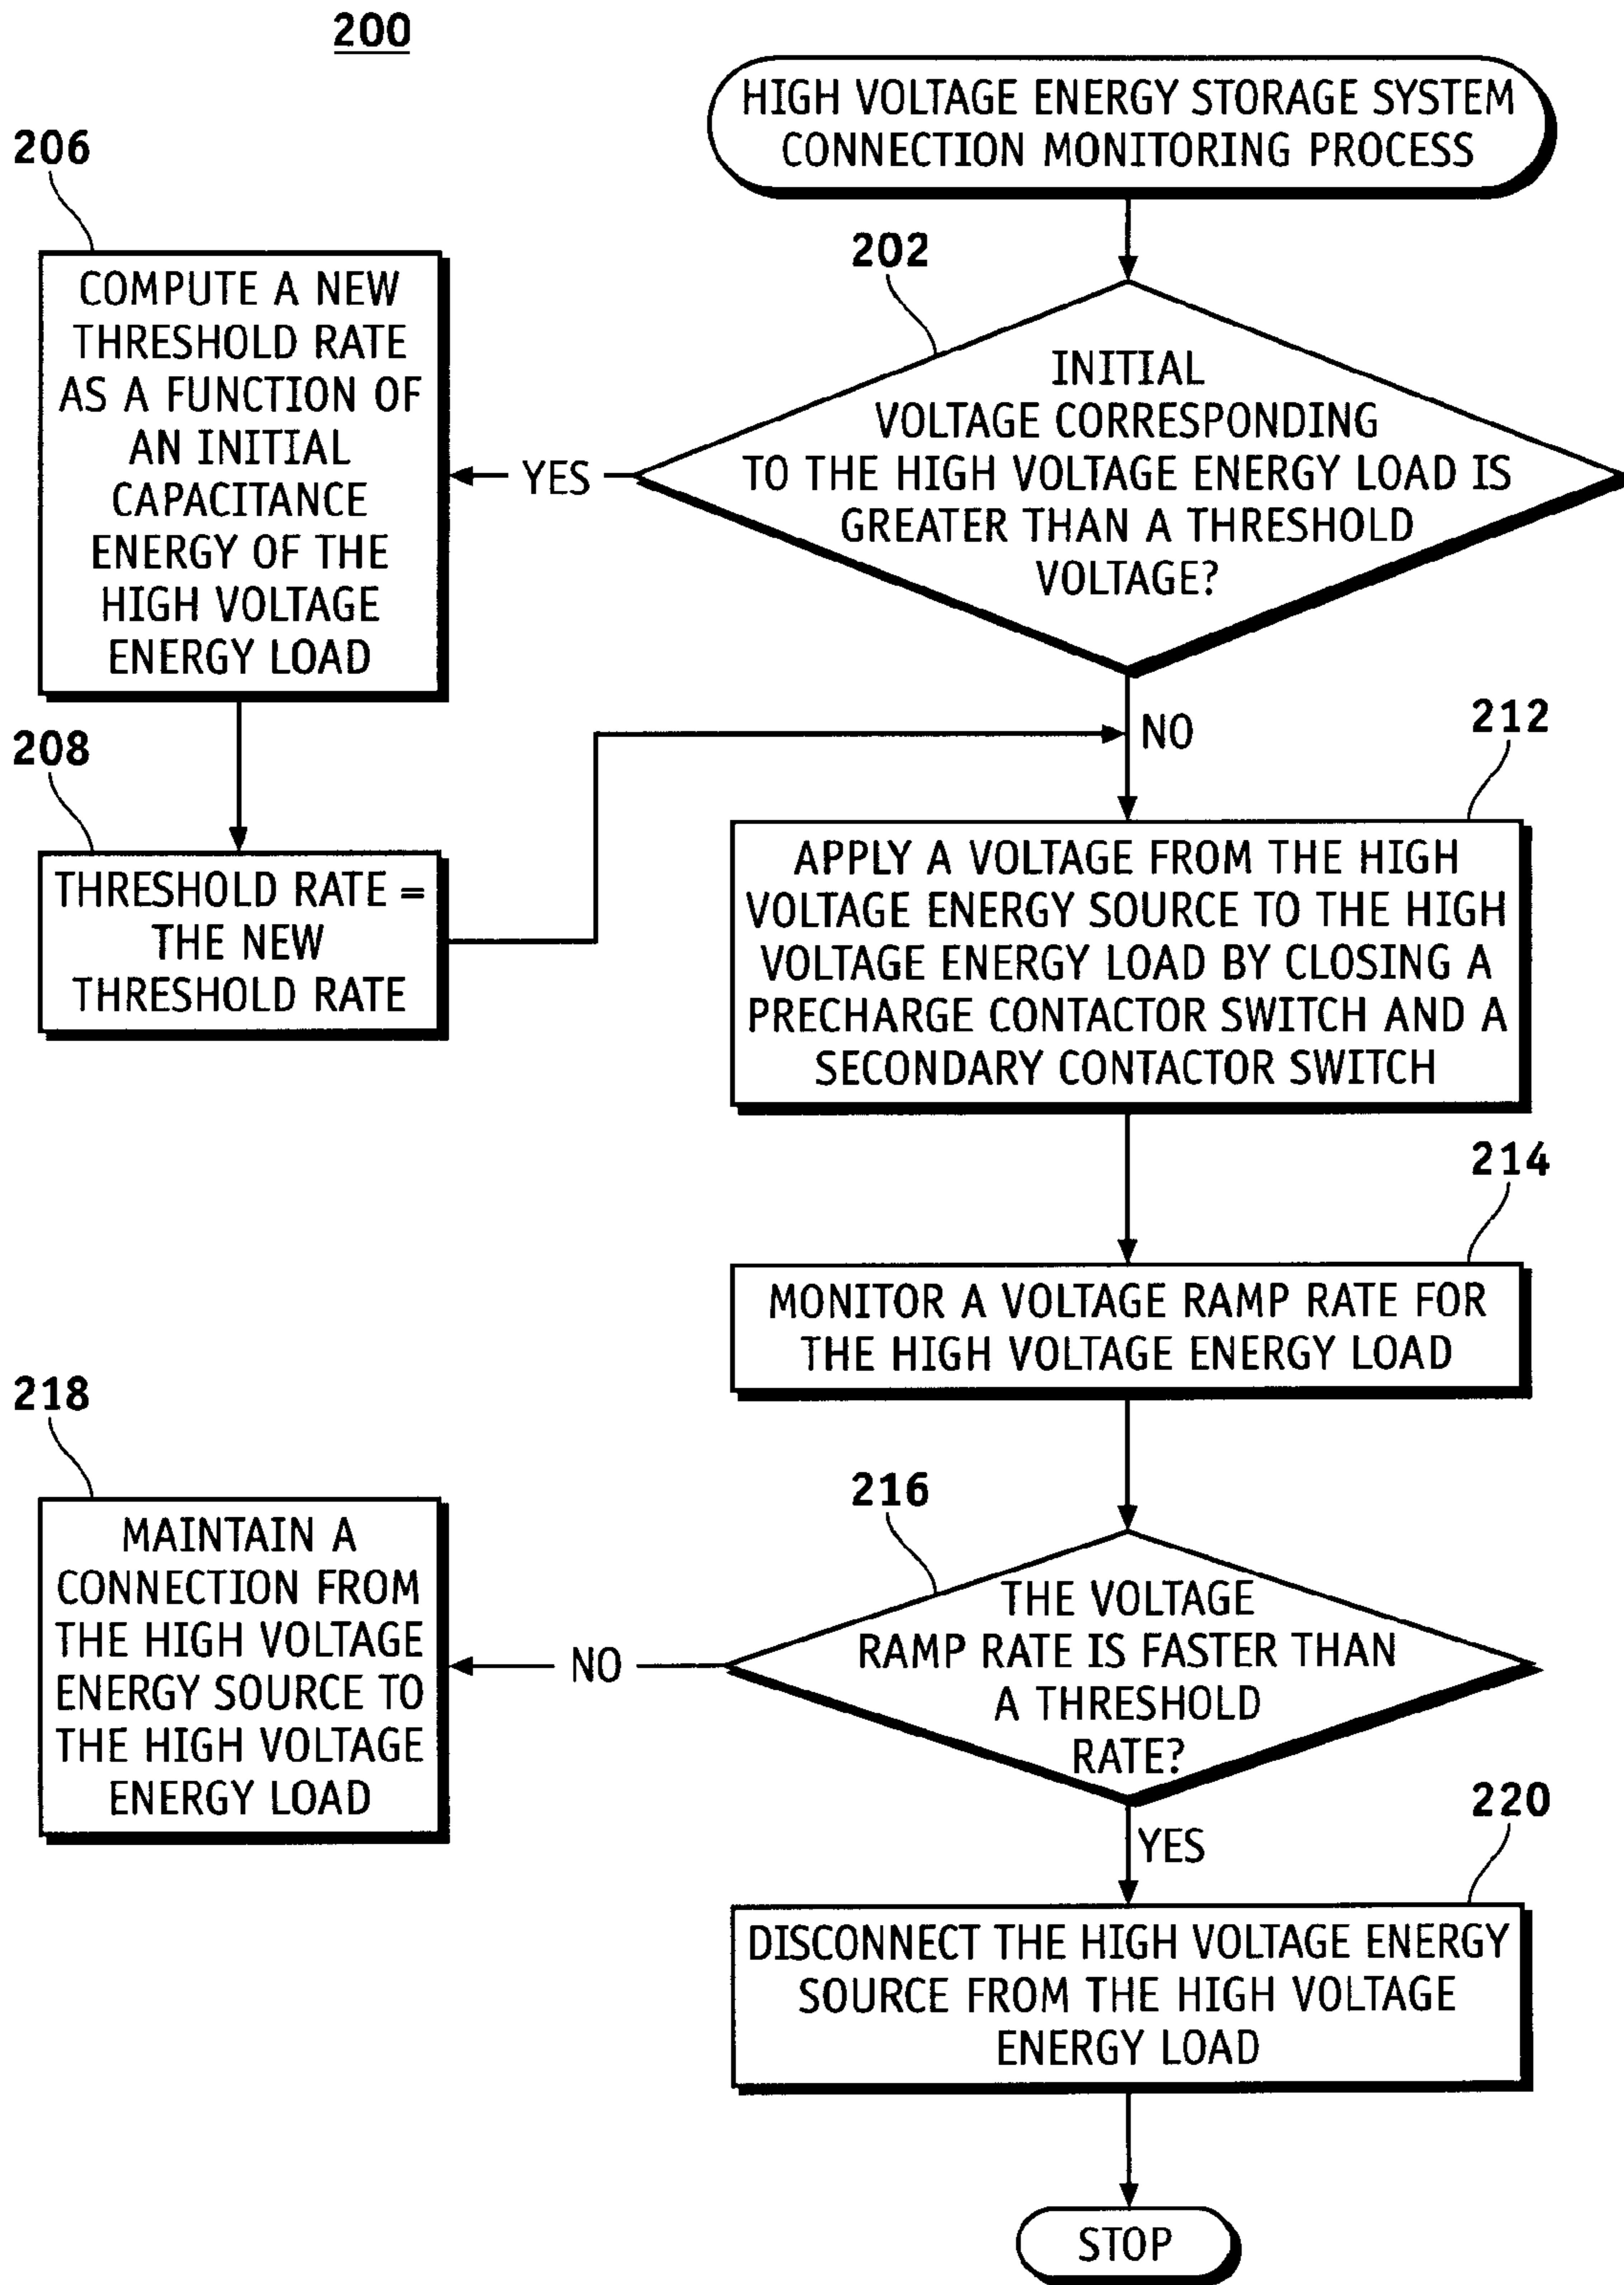 200
HIGH VOLTAGE ENERGY STORAGE SYSTEM
CONNECTION MONITORING PROCESS
202
INITIAL
VOLTAGE CORRESPONDING
TO THE HIGH VOLTAGE ENERGY LOAD IS
GREATER THAN A THRESHOLD
VOLTAGE?
YES
206
COMPUTE A NEW
THRESHOLD RATE
AS A FUNCTION OF
AN INITIAL
CAPACITANCE
ENERGY OF THE
HIGH VOLTAGE
ENERGY LOAD
208
THRESHOLD RATE =
THE NEW
THRESHOLD RATE
NO
212
APPLY A VOLTAGE FROM THE HIGH
VOLTAGE ENERGY SOURCE TO THE HIGH
VOLTAGE ENERGY LOAD BY CLOSING A
PRECHARGE CONTACTOR SWITCH AND A
SECONDARY CONTACTOR SWITCH
214
MONITOR A VOLTAGE RAMP RATE FOR
THE HIGH VOLTAGE ENERGY LOAD
216
THE VOLTAGE
RAMP RATE IS FASTER THAN
A THRESHOLD
RATE?
NO
218
MAINTAIN A
CONNECTION FROM
THE HIGH VOLTAGE
ENERGY SOURCE TO
THE HIGH VOLTAGE
ENERGY LOAD
YES
220
DISCONNECT THE HIGH VOLTAGE ENERGY
SOURCE FROM THE HIGH VOLTAGE
ENERGY LOAD
STOP